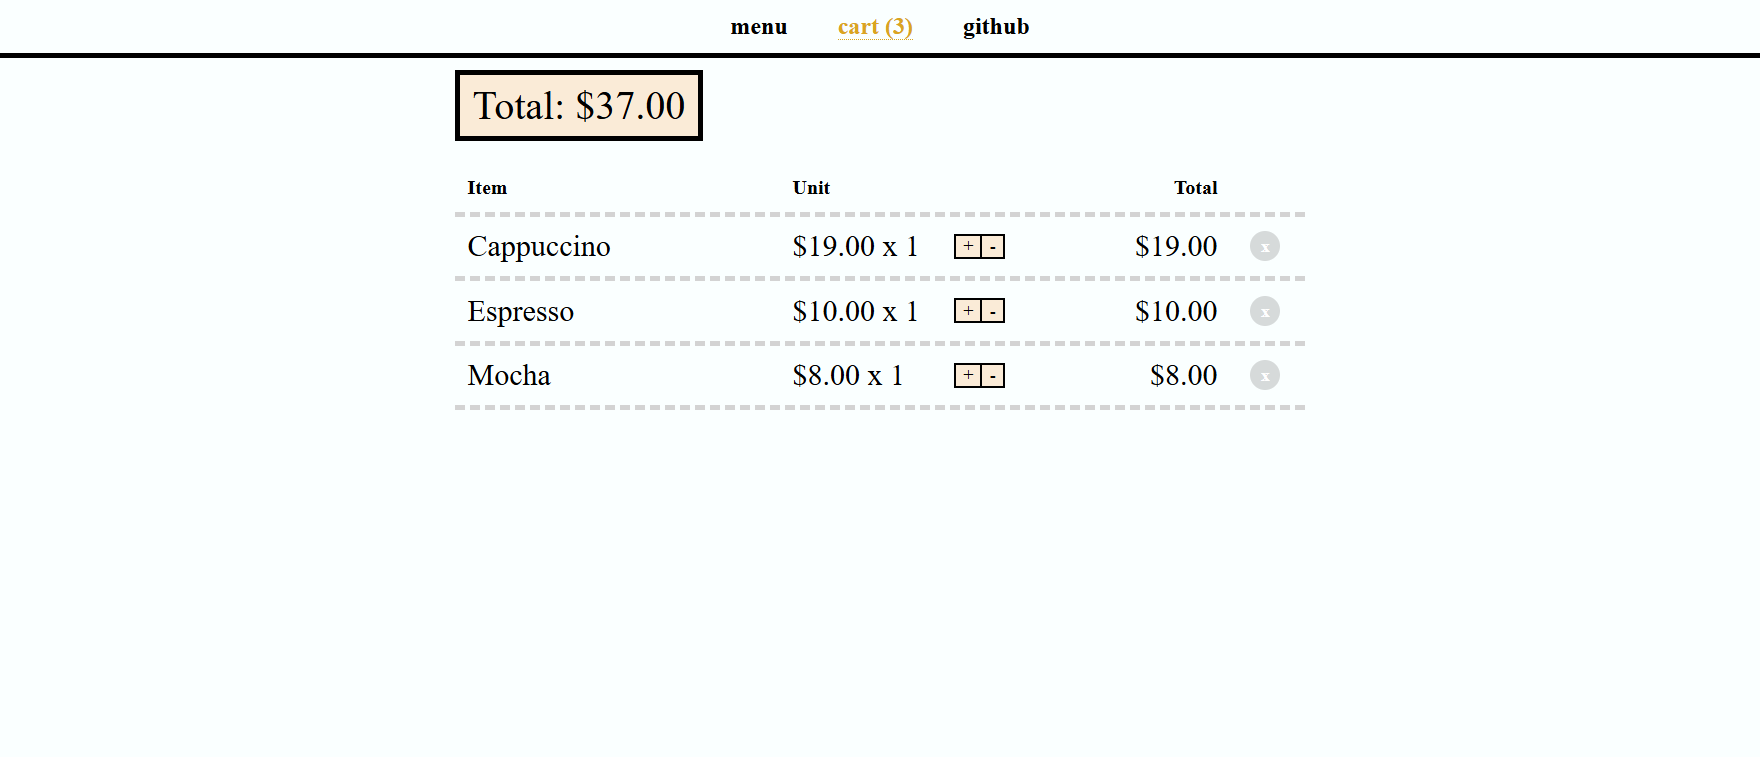 menu cart (3) github
Total: $37.00
Item Unit Total
Cappuccino $19.00 x 1 + - $19.00 x
Espresso $10.00 x 1 + - $10.00 x
Mocha $8.00 x 1 + - $8.00 x